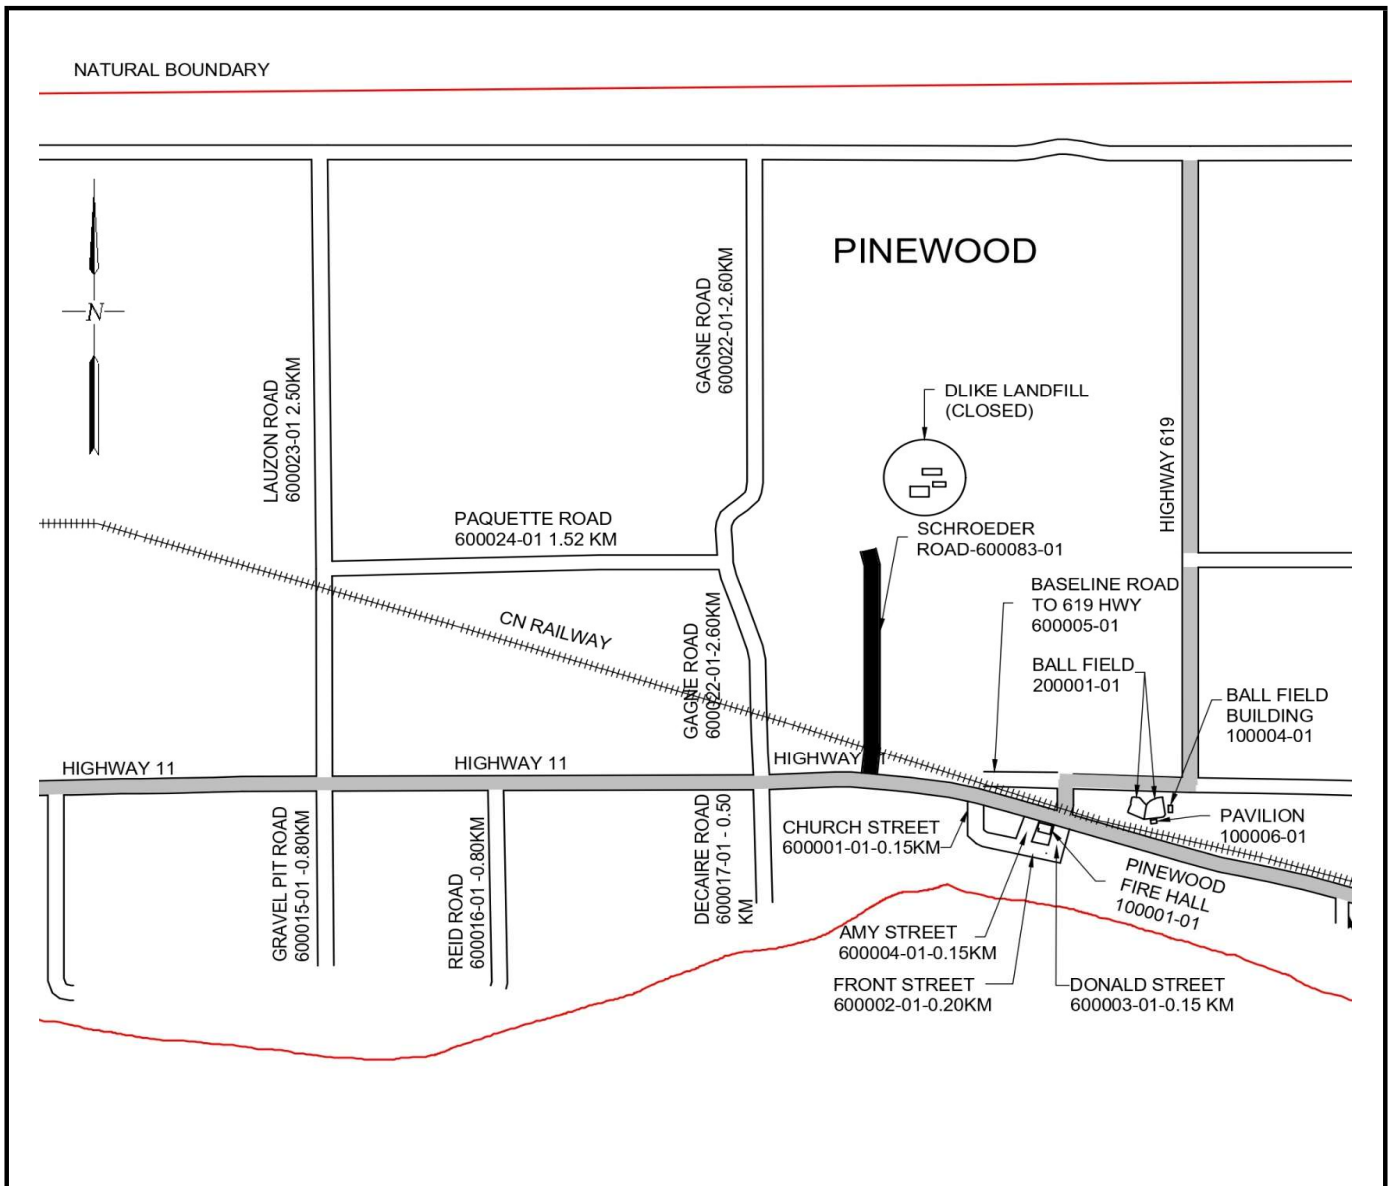 NATURAL BOUNDARY
PINEWOOD
N
GAGNE ROAD
600022-01-2.60KM
LAUZON ROAD
600023-01 2.50KM
DLIKE LANDFILL
(CLOSED)
HIGHWAY 619
PAQUETTE ROAD
600024-01 1.52 KM
SCHROEDER
ROAD-600083-01
BASELINE ROAD
TO 619 HWY
600005-01
CN RAILWAY
GAGNE ROAD
600022-01-2.60KM
BALL FIELD
200001-01
BALL FIELD
BUILDING
100004-01
HIGHWAY 11
HIGHWAY 11
HIGHWAY 11
GRAVEL PIT ROAD
600015-01 -0.80KM
REID ROAD
600016-01 -0.80KM
DECAIRE ROAD
600017-01 - 0.50
KM
CHURCH STREET
600001-01-0.15KM
PAVILION
100006-01
PINEWOOD
FIRE HALL
100001-01
AMY STREET
600004-01-0.15KM
FRONT STREET
600002-01-0.20KM
DONALD STREET
600003-01-0.15 KM